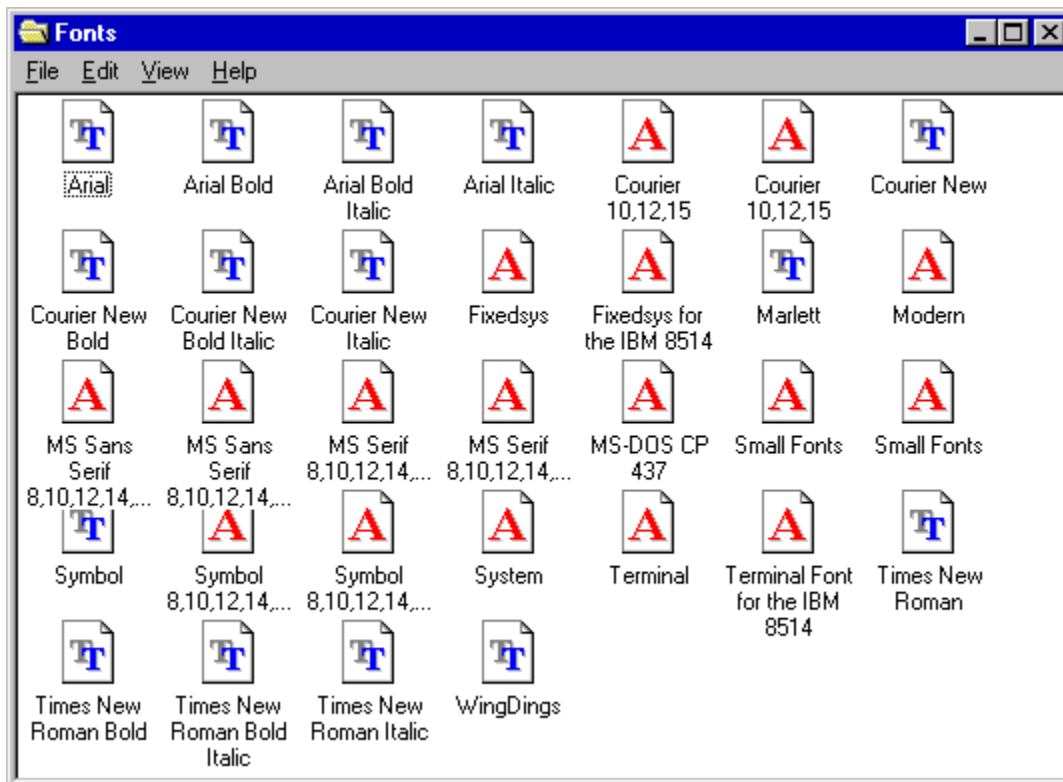 Fonts
File Edit View Help
Arial
Arial Bold
Arial Bold
Italic
Arial Italic
Courier
10,12,15
Courier
10,12,15
Courier New
Courier New
Bold
Courier New
Bold Italic
Courier New
Italic
Fixedsys
Fixedsys for
the IBM 8514
Marlett
Modern
MS Sans
Serif
8,10,12,14,...
MS Sans
Serif
8,10,12,14,...
MS Serif
8,10,12,14,...
MS Serif
8,10,12,14,...
MS-DOS CP
437
Small Fonts
Small Fonts
Symbol
Symbol
8,10,12,14,...
Symbol
8,10,12,14,...
System
Terminal
Terminal Font
for the IBM
8514
Times New
Roman
Times New
Roman Bold
Times New
Roman Bold
Italic
Times New
Roman Italic
WingDings